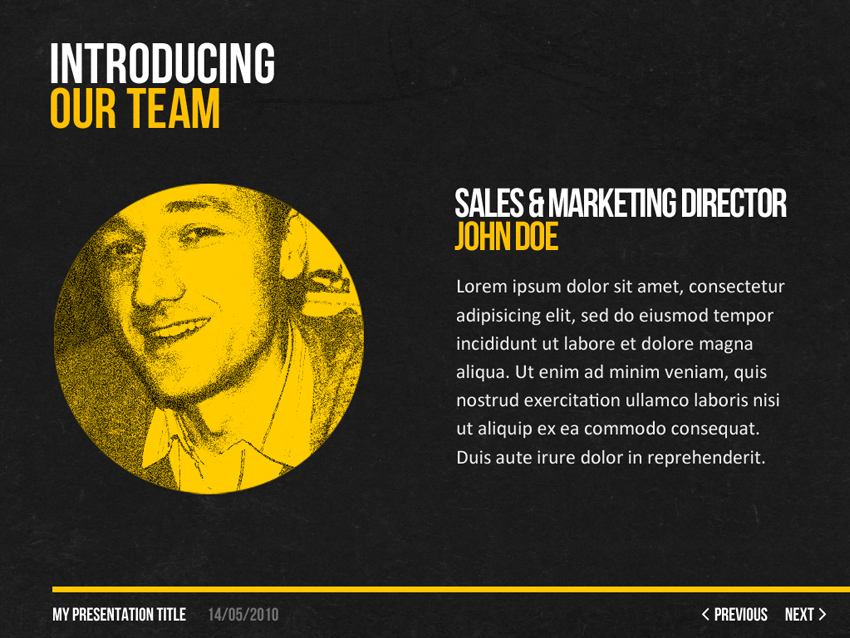 INTRODUCING
OUR TEAM
SALES & MARKETING DIRECTOR
JOHN DOE
Lorem ipsum dolor sit amet, consectetur
adipisicing elit, sed do eiusmod tempor
incididunt ut labore et dolore magna
aliqua. Ut enim ad minim veniam, quis
nostrud exercitation ullamco laboris nisi
ut aliquip ex ea commodo consequat.
Duis aute irure dolor in reprehenderit.
MY PRESENTATION TITLE 14/05/2010 < PREVIOUS NEXT >